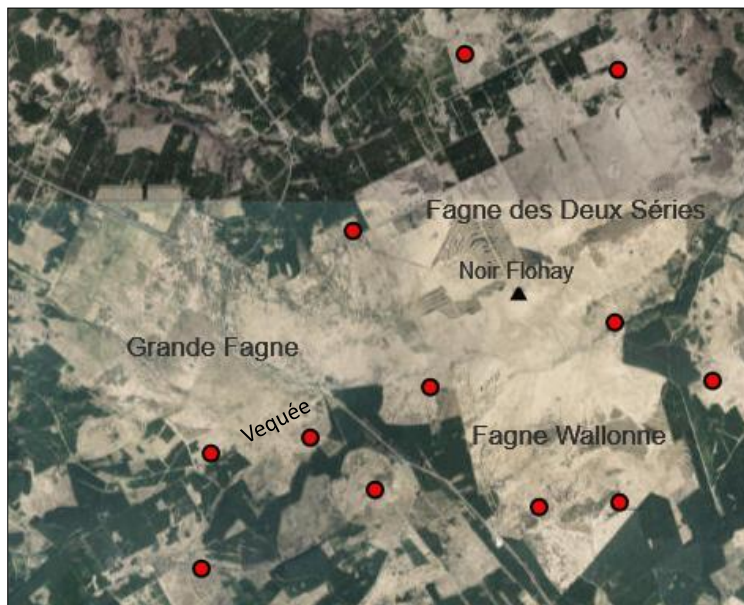 Fagne des Deux Séries
Noir Flohay
Grande Fagne
Vequée
Fagne Wallonne